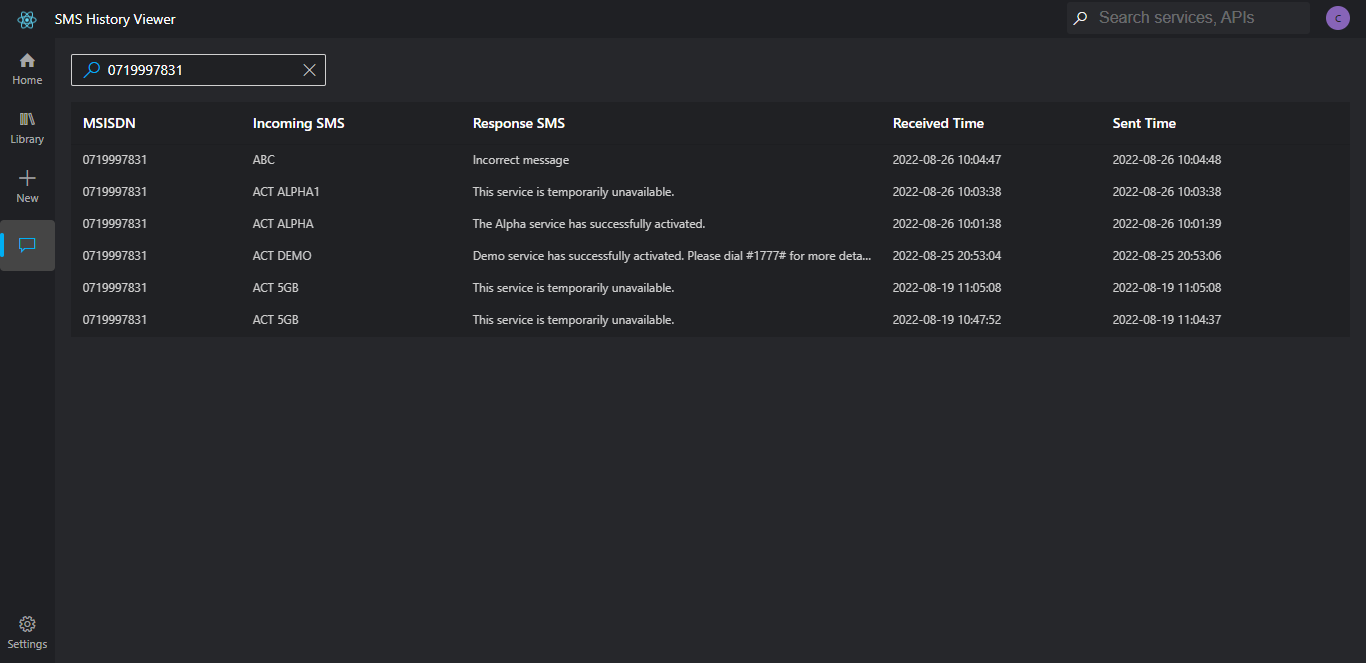 SMS History Viewer
Search services, APIs
C
Home
Library
New
Settings
0719997831
MSISDN Incoming SMS Response SMS Received Time Sent Time
0719997831 ABC Incorrect message 2022-08-26 10:04:47 2022-08-26 10:04:48
0719997831 ACT ALPHA1 This service is temporarily unavailable. 2022-08-26 10:03:38 2022-08-26 10:03:38
0719997831 ACT ALPHA The Alpha service has successfully activated. 2022-08-26 10:01:38 2022-08-26 10:01:39
0719997831 ACT DEMO Demo service has successfully activated. Please dial #1777# for more deta... 2022-08-25 20:53:04 2022-08-25 20:53:06
0719997831 ACT 5GB This service is temporarily unavailable. 2022-08-19 11:05:08 2022-08-19 11:05:08
0719997831 ACT 5GB This service is temporarily unavailable. 2022-08-19 10:47:52 2022-08-19 11:04:37